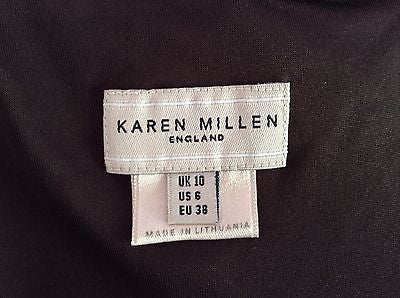 KAREN MILLEN
ENGLAND
UK 10
US 6
EU 38
MADE IN LITHUANIA